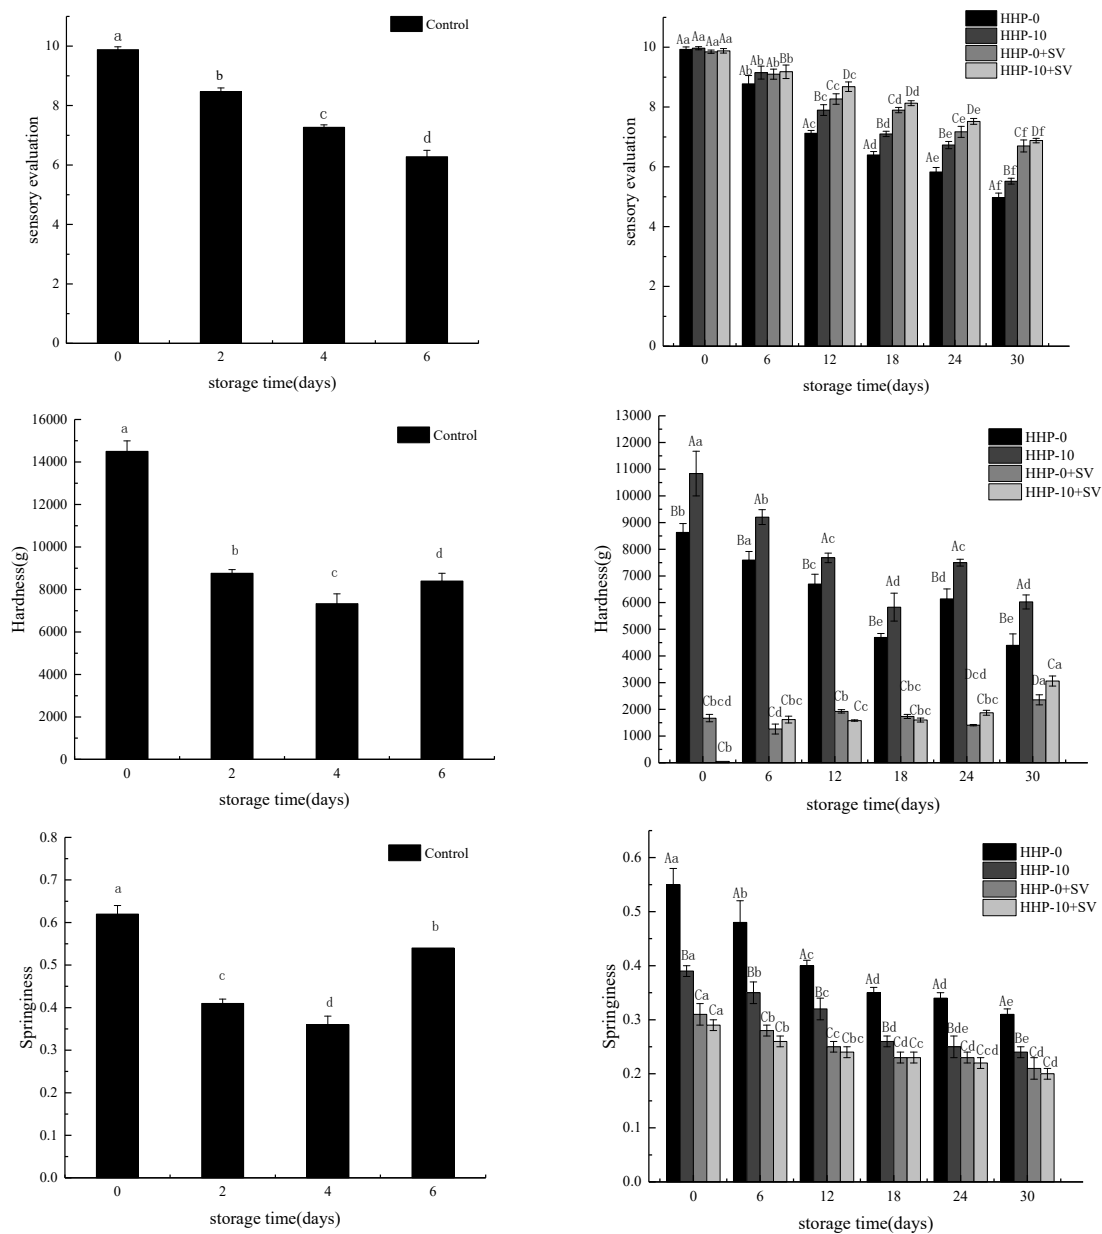 10
8
6
4
2
0
sensory evaluation
Control
a
b
c
d
0 2 4 6
storage time(days)
10
8
6
4
2
0
sensory evaluation
HHP-0
HHP-10
HHP-0+SV
HHP-10+SV
Aa Aa Aa Aa
Ab Ab Ab Bb
Ac Bc Cc Dc
Ad Bd Cd Dd
Ae Be Ce De
Af Bf Cf Df
0 6 12 18 24 30
storage time(days)
16000
14000
12000
10000
8000
6000
4000
2000
0
Hardness(g)
Control
a
b
c
d
0 2 4 6
storage time(days)
13000
12000
11000
10000
9000
8000
7000
6000
5000
4000
3000
2000
1000
0
Hardness(g)
HHP-0
HHP-10
HHP-0+SV
HHP-10+SV
Bb Aa Cbcd Cb
Ba Ab Cd Cbc
Bc Ac Cb Cc
Be Ad Cbc Cbc
Bd Ac Dcd Cbc
Be Ad Da Ca
0 6 12 18 24 30
storage time(days)
0.8
0.7
0.6
0.5
0.4
0.3
0.2
0.1
0.0
Springiness
Control
a
c
d
b
0 2 4 6
storage time(days)
0.6
0.5
0.4
0.3
0.2
0.1
0.0
Springiness
HHP-0
HHP-10
HHP-0+SV
HHP-10+SV
Aa Ba Ca Ca
Ab Bb Cb Cb
Ac Bc Cc Cbc
Ad Bd Cd Cc
Ad Bde Cd Ccd
Ae Be Cd Cd
0 6 12 18 24 30
storage time(days)